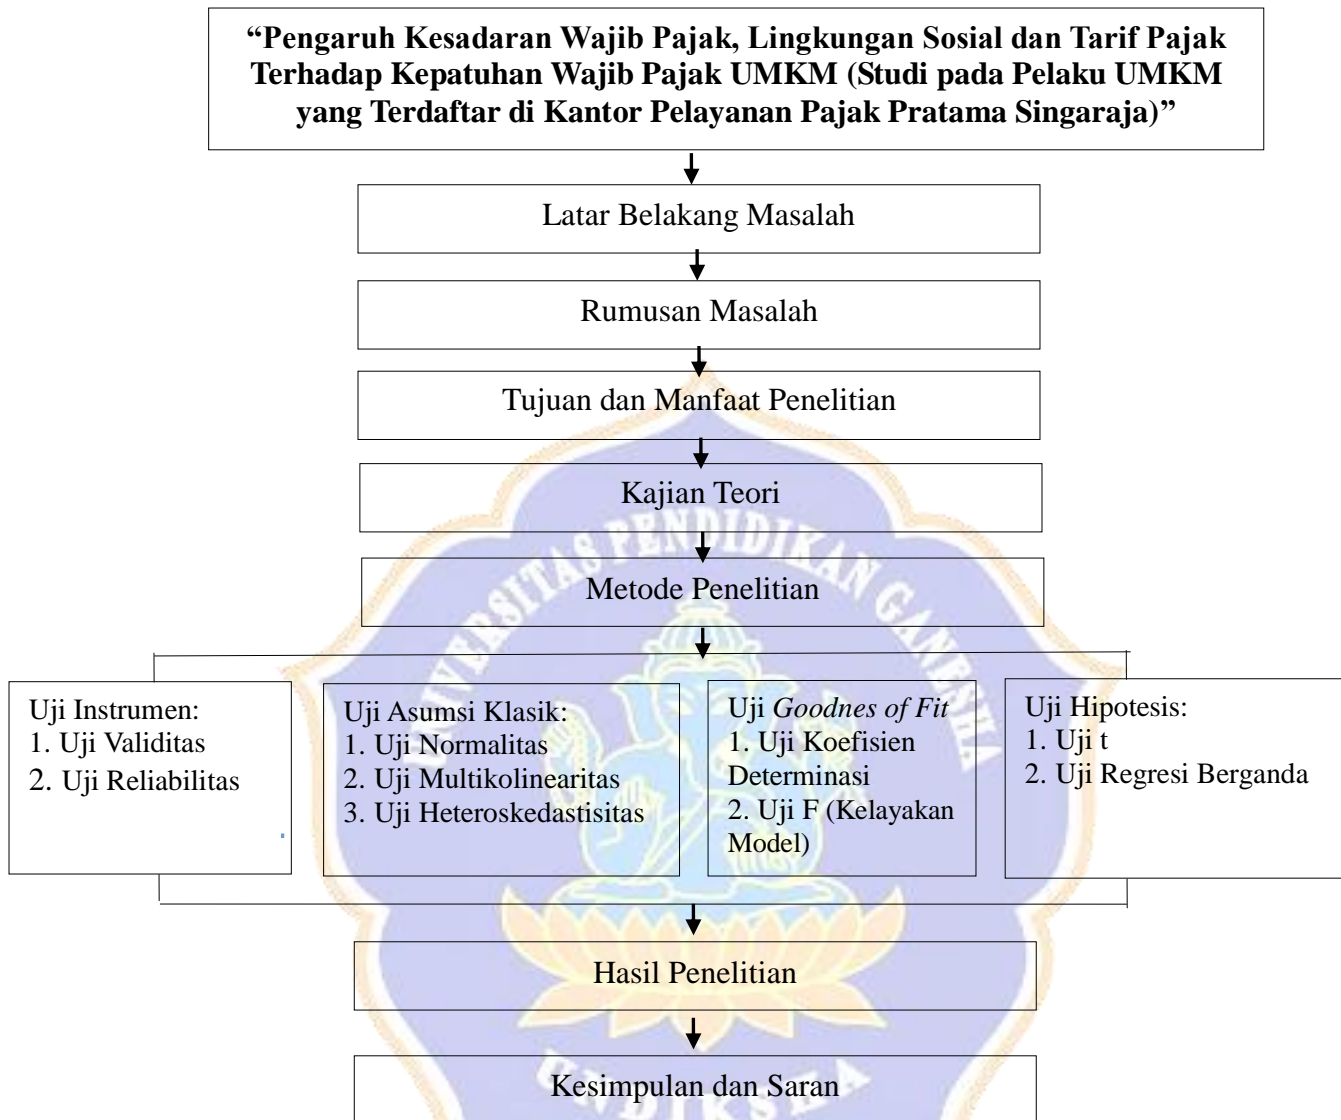 “Pengaruh Kesadaran Wajib Pajak, Lingkungan Sosial dan Tarif Pajak
Terhadap Kepatuhan Wajib Pajak UMKM (Studi pada Pelaku UMKM
yang Terdaftar di Kantor Pelayanan Pajak Pratama Singaraja)”
Latar Belakang Masalah
Rumusan Masalah
Tujuan dan Manfaat Penelitian
Kajian Teori
UNIVERSITAS PENDIDIKAN GANESHA
Metode Penelitian
Uji Instrumen:
1. Uji Validitas
2. Uji Reliabilitas
Uji Asumsi Klasik:
1. Uji Normalitas
2. Uji Multikolinearitas
3. Uji Heteroskedastisitas
Uji Goodnes of Fit
1. Uji Koefisien
Determinasi
2. Uji F (Kelayakan
Model)
Uji Hipotesis:
1. Uji t
2. Uji Regresi Berganda
Hasil Penelitian
Kesimpulan dan Saran
UNDIKSHA